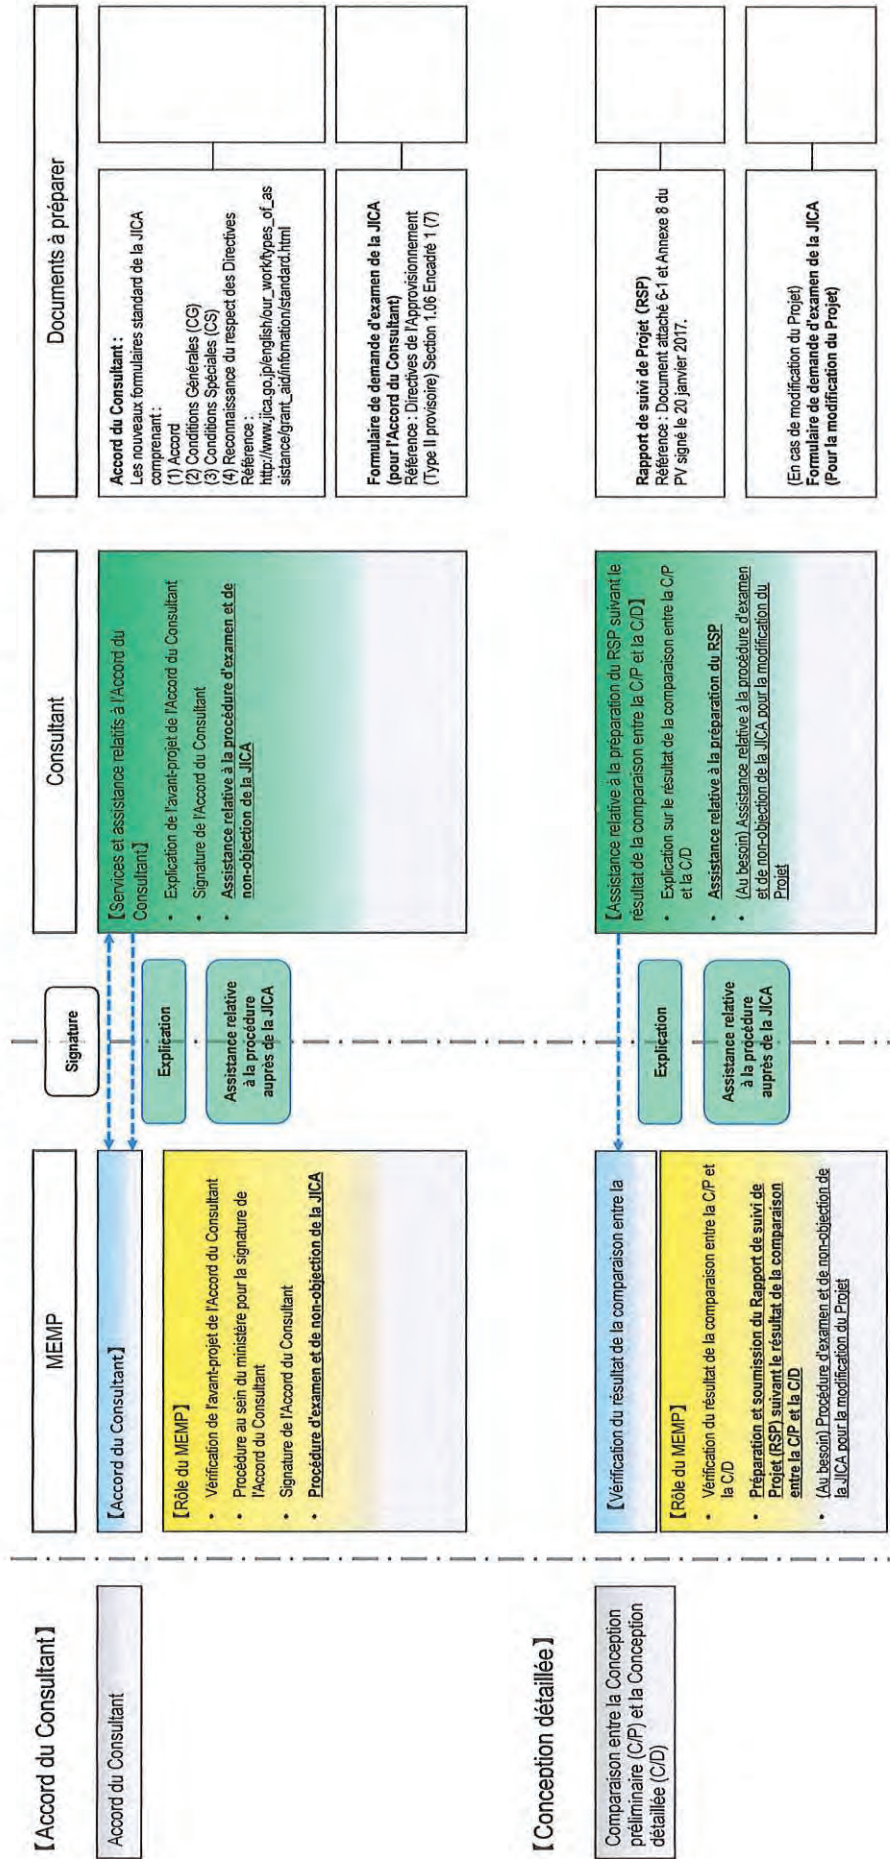 MEMP
Consultant
Documents à préparer
【Accord du Consultant】
Accord du Consultant
【Accord du Consultant】
【Rôle du MEMP】
• Vérification de l'avant-projet de l'Accord du Consultant
• Procédure au sein du ministère pour la signature de
l'Accord du Consultant
• Signature de l'Accord du Consultant
• Procédure d'examen et de non-objection de la JICA
Signature
Explication
Assistance relative
à la procédure
auprès de la JICA
【Services et assistance relatifs à l'Accord du
Consultant】
• Explication de l'avant-projet de l'Accord du Consultant
• Signature de l'Accord du Consultant
• Assistance relative à la procédure d'examen et de
non-objection de la JICA
Accord du Consultant :
Les nouveaux formulaires standard de la JICA
comprenant :
(1) Accord
(2) Conditions Générales (CG)
(3) Conditions Spéciales (CS)
(4) Reconnaissance du respect des Directives
Référence :
http://www.jica.go.jp/english/our_work/types_of_as
sistance/grant_aid/infomation/standard.html
Formulaire de demande d'examen de la JICA
(pour l'Accord du Consultant)
Référence : Directives de l'Approvisionnement
(Type II provisoire) Section 1.06 Encadré 1 (7)
【Conception détaillée】
Comparaison entre la Conception
préliminaire (C/P) et la Conception
détaillée (C/D)
【Vérification du résultat de la comparaison entre la
【Rôle du MEMP】
• Vérification du résultat de la comparaison entre la C/P et
la C/D
• Préparation et soumission du Rapport de suivi de
Projet (RSP) suivant le résultat de la comparaison
entre la C/P et la C/D
• (Au besoin) Procédure d'examen et de non-objection de
la JICA pour la modification du Projet
Explication
Assistance relative
à la procédure
auprès de la JICA
【Assistance relative à la préparation du RSP suivant le
résultat de la comparaison entre la C/P et la C/D】
• Explication sur le résultat de la comparaison entre la C/P
et la C/D
• Assistance relative à la préparation du RSP
• (Au besoin) Assistance relative à la procédure d'examen
et de non-objection de la JICA pour la modification du
Projet
Rapport de suivi de Projet (RSP)
Référence : Document attaché 6-1 et Annexe 8 du
PV signé le 20 janvier 2017.
(En cas de modification du Projet)
Formulaire de demande d'examen de la JICA
(Pour la modification du Projet)